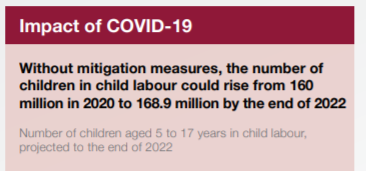 Impact of COVID-19
Without mitigation measures, the number of
children in child labour could rise from 160
million in 2020 to 168.9 million by the end of 2022
Number of children aged 5 to 17 years in child labour,
projected to the end of 2022